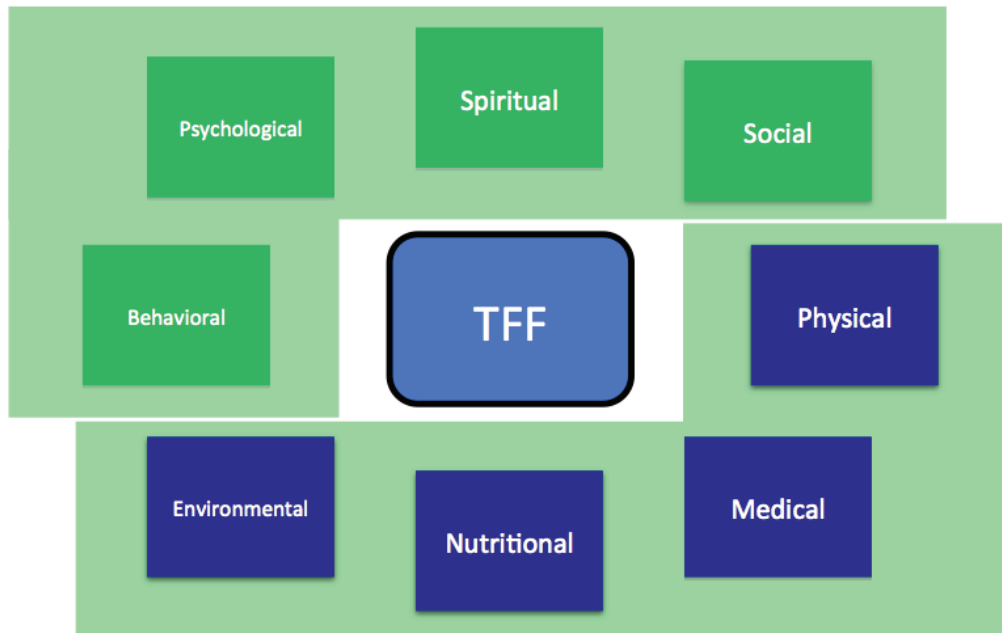 Psychological
Spiritual
Social
Behavioral
TFF
Physical
Environmental
Nutritional
Medical